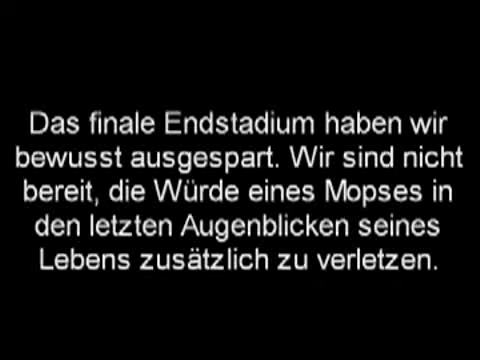 Das finale Endstadium haben wir
bewusst ausgespart. Wir sind nicht
bereit, die Würde eines Mopses in
den letzten Augenblicken seines
Lebens zusätzlich zu verletzen.